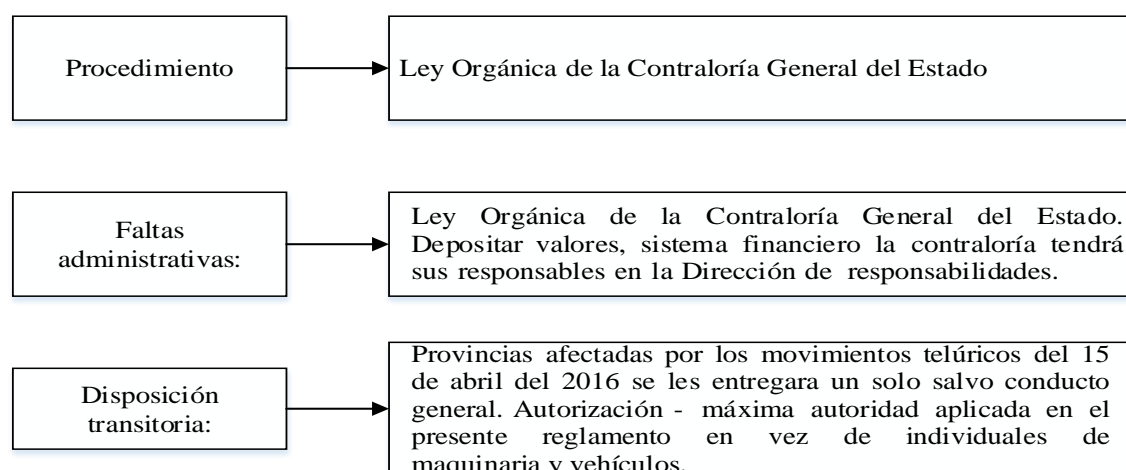 Procedimiento
Ley Orgánica de la Contraloría General del Estado
Faltas
administrativas:
Ley Orgánica de la Contraloría General del Estado.
Depositar valores, sistema financiero la contraloría tendrá
sus responsables en la Dirección de responsabilidades.
Disposición
transitoria:
Provincias afectadas por los movimientos telúricos del 15
de abril del 2016 se les entregara un solo salvo conducto
general. Autorización - máxima autoridad aplicada en el
presente reglamento en vez de individuales de
maquinaria y vehículos.